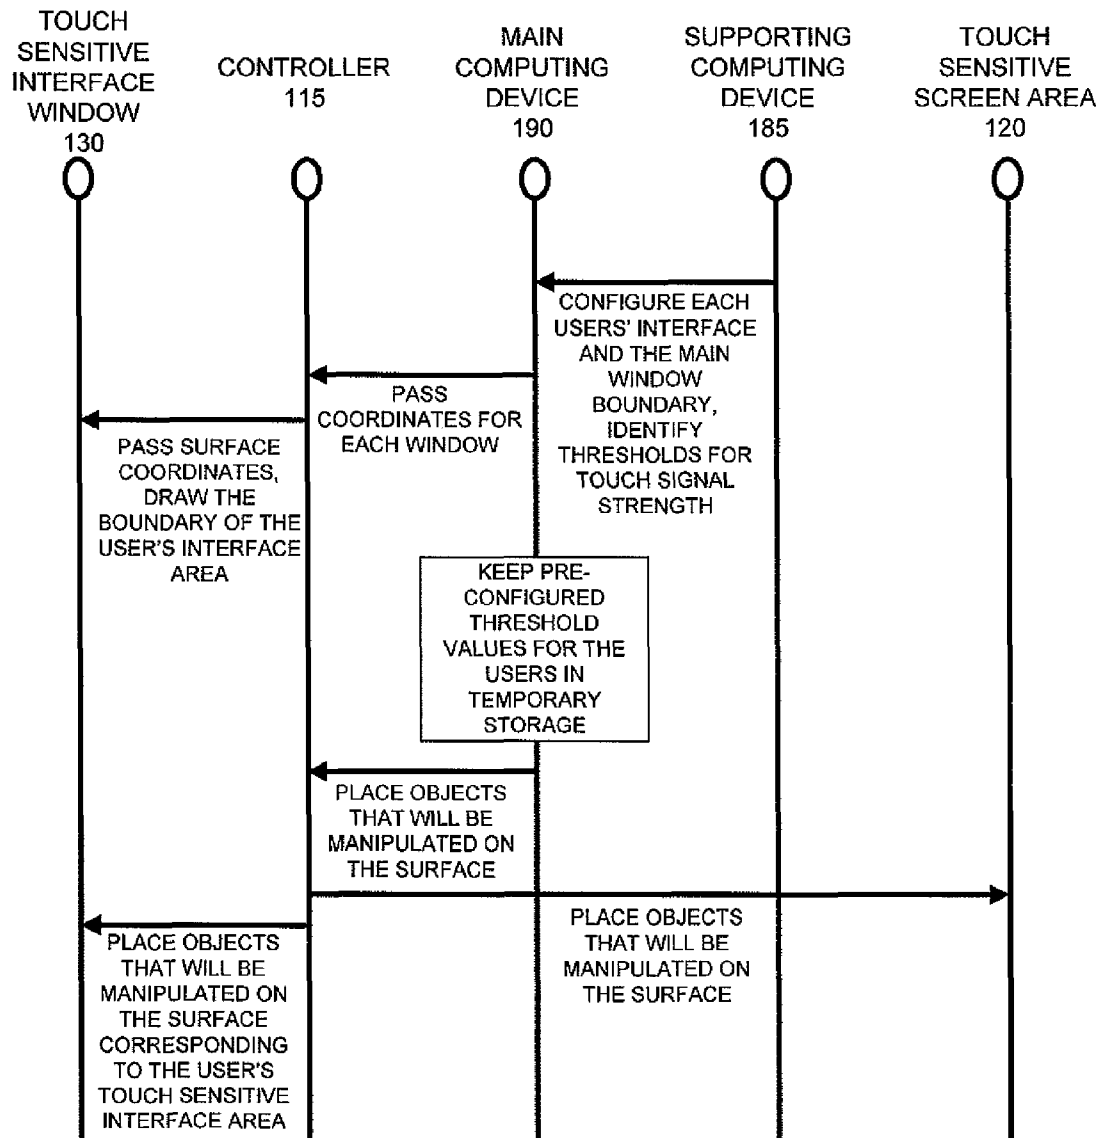 TOUCH
SENSITIVE
INTERFACE
WINDOW
130
CONTROLLER
115
MAIN
COMPUTING
DEVICE
190
SUPPORTING
COMPUTING
DEVICE
185
TOUCH
SENSITIVE
SCREEN AREA
120
CONFIGURE EACH
USERS' INTERFACE
AND THE MAIN
WINDOW
BOUNDARY,
IDENTIFY
THRESHOLDS FOR
TOUCH SIGNAL
STRENGTH
PASS
COORDINATES FOR
EACH WINDOW
PASS SURFACE
COORDINATES,
DRAW THE
BOUNDARY OF THE
USER'S INTERFACE
AREA
KEEP PRE-
CONFIGURED
THRESHOLD
VALUES FOR THE
USERS IN
TEMPORARY
STORAGE
PLACE OBJECTS
THAT WILL BE
MANIPULATED ON
THE SURFACE
PLACE OBJECTS
THAT WILL BE
MANIPULATED ON
THE SURFACE
PLACE OBJECTS
THAT WILL BE
MANIPULATED ON
THE SURFACE
CORRESPONDING
TO THE USER'S
TOUCH SENSITIVE
INTERFACE AREA